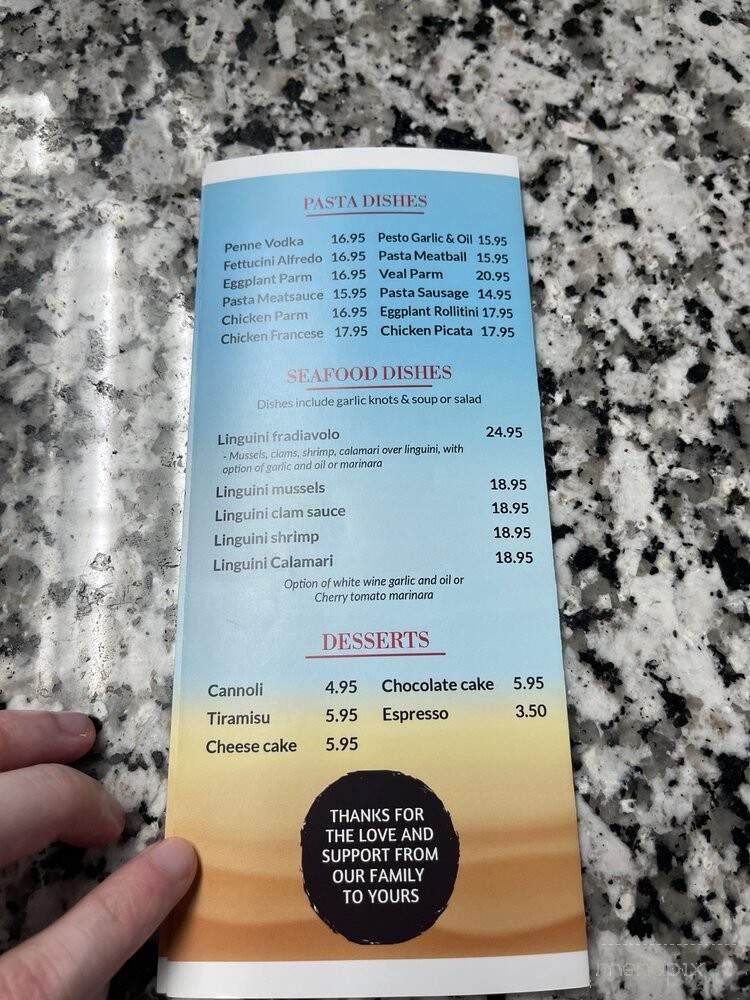 PASTA DISHES
Penne Vodka 16.95 Pesto Garlic & Oil 15.95
Fettucini Alfredo 16.95 Pasta Meatball 15.95
Eggplant Parm 16.95 Veal Parm 20.95
Pasta Meatsauce 15.95 Pasta Sausage 14.95
Chicken Parm 16.95 Eggplant Rollitini 17.95
Chicken Francese 17.95 Chicken Picata 17.95
SEAFOOD DISHES
Dishes include garlic knots & soup or salad
Linguini fradiavolo 24.95
- Mussels, clams, shrimp, calamari over linguini, with
option of garlic and oil or marinara
Linguini mussels 18.95
Linguini clam sauce 18.95
Linguini shrimp 18.95
Linguini Calamari 18.95
Option of white wine garlic and oil or
Cherry tomato marinara
DESSERTS
Cannoli 4.95 Chocolate cake 5.95
Tiramisu 5.95 Espresso 3.50
Cheese cake 5.95
THANKS FOR
THE LOVE AND
SUPPORT FROM
OUR FAMILY
TO YOURS
menupix